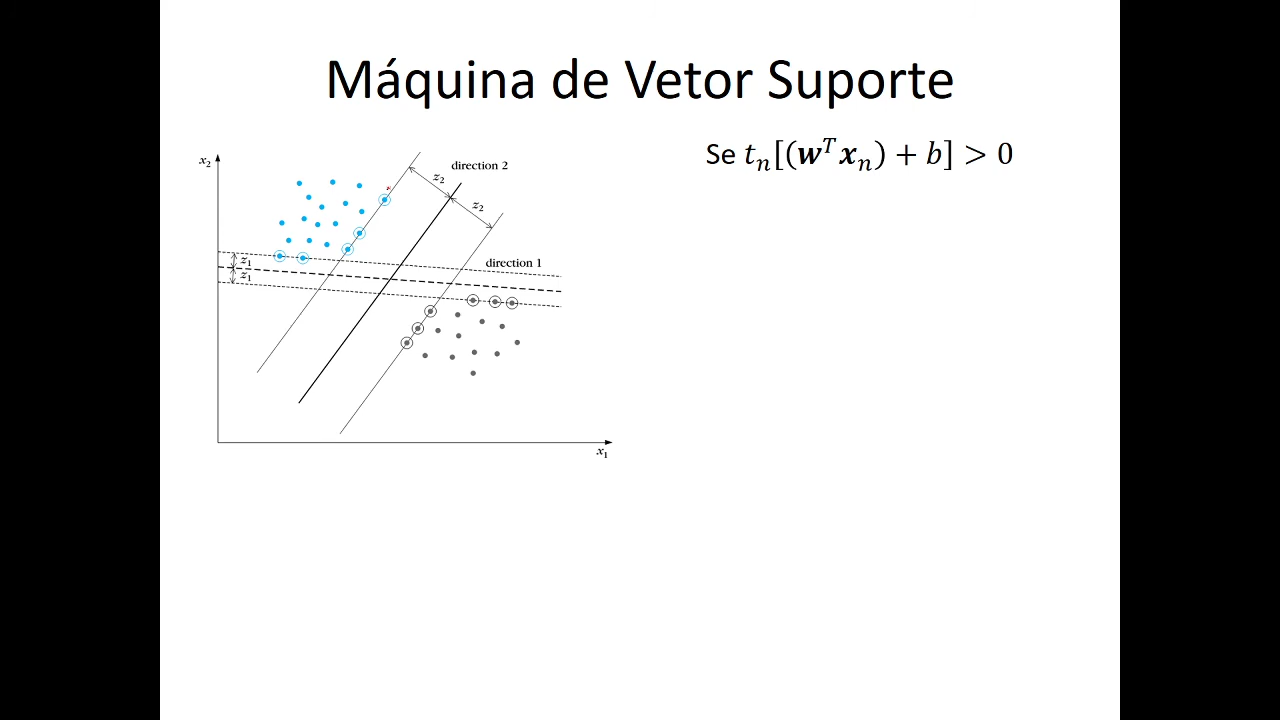 Máquina de Vetor Suporte
Se tₙ[(𝒘ᵀ𝒙ₙ) + b] > 0
x₂
direction 2
z₂
z₂
direction 1
z₁
z₁
x₁